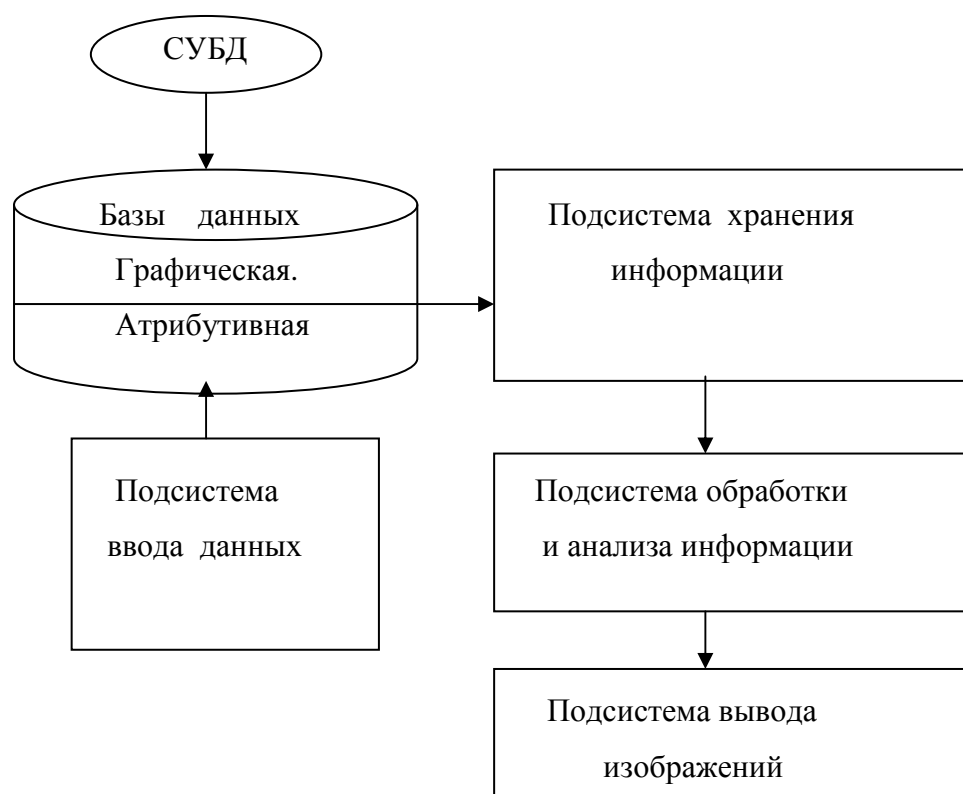 СУБД
Базы данных
Графическая.
Атрибутивная
Подсистема
ввода данных
Подсистема хранения
информации
Подсистема обработки
и анализа информации
Подсистема вывода
изображений